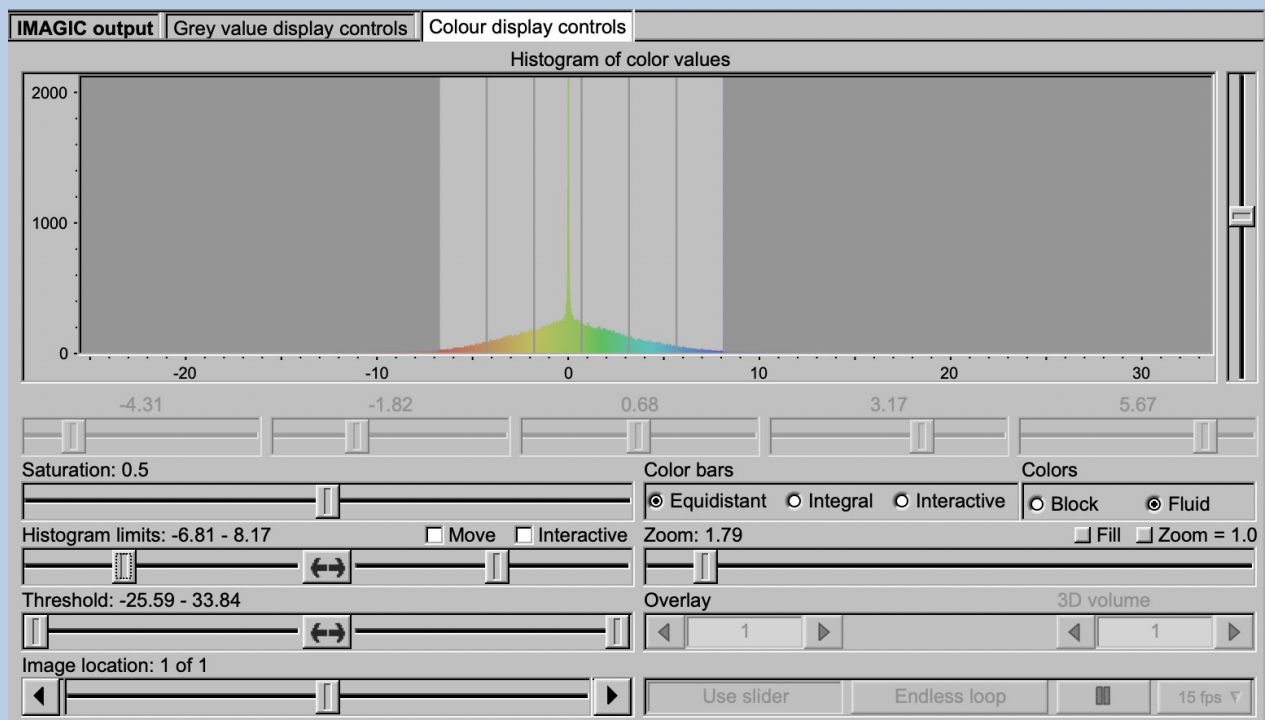 IMAGIC output Grey value display controls Colour display controls
Histogram of color values
2000
1000
0
-20 -10 0 10 20 30
-4.31 -1.82 0.68 3.17 5.67
Saturation: 0.5 Color bars Colors
Equidistant Integral Interactive Block Fluid
Histogram limits: -6.81 - 8.17 Move Interactive Zoom: 1.79 Fill Zoom = 1.0
Threshold: -25.59 - 33.84 Overlay 3D volume
1 1
Image location: 1 of 1
Use slider Endless loop 15 fps